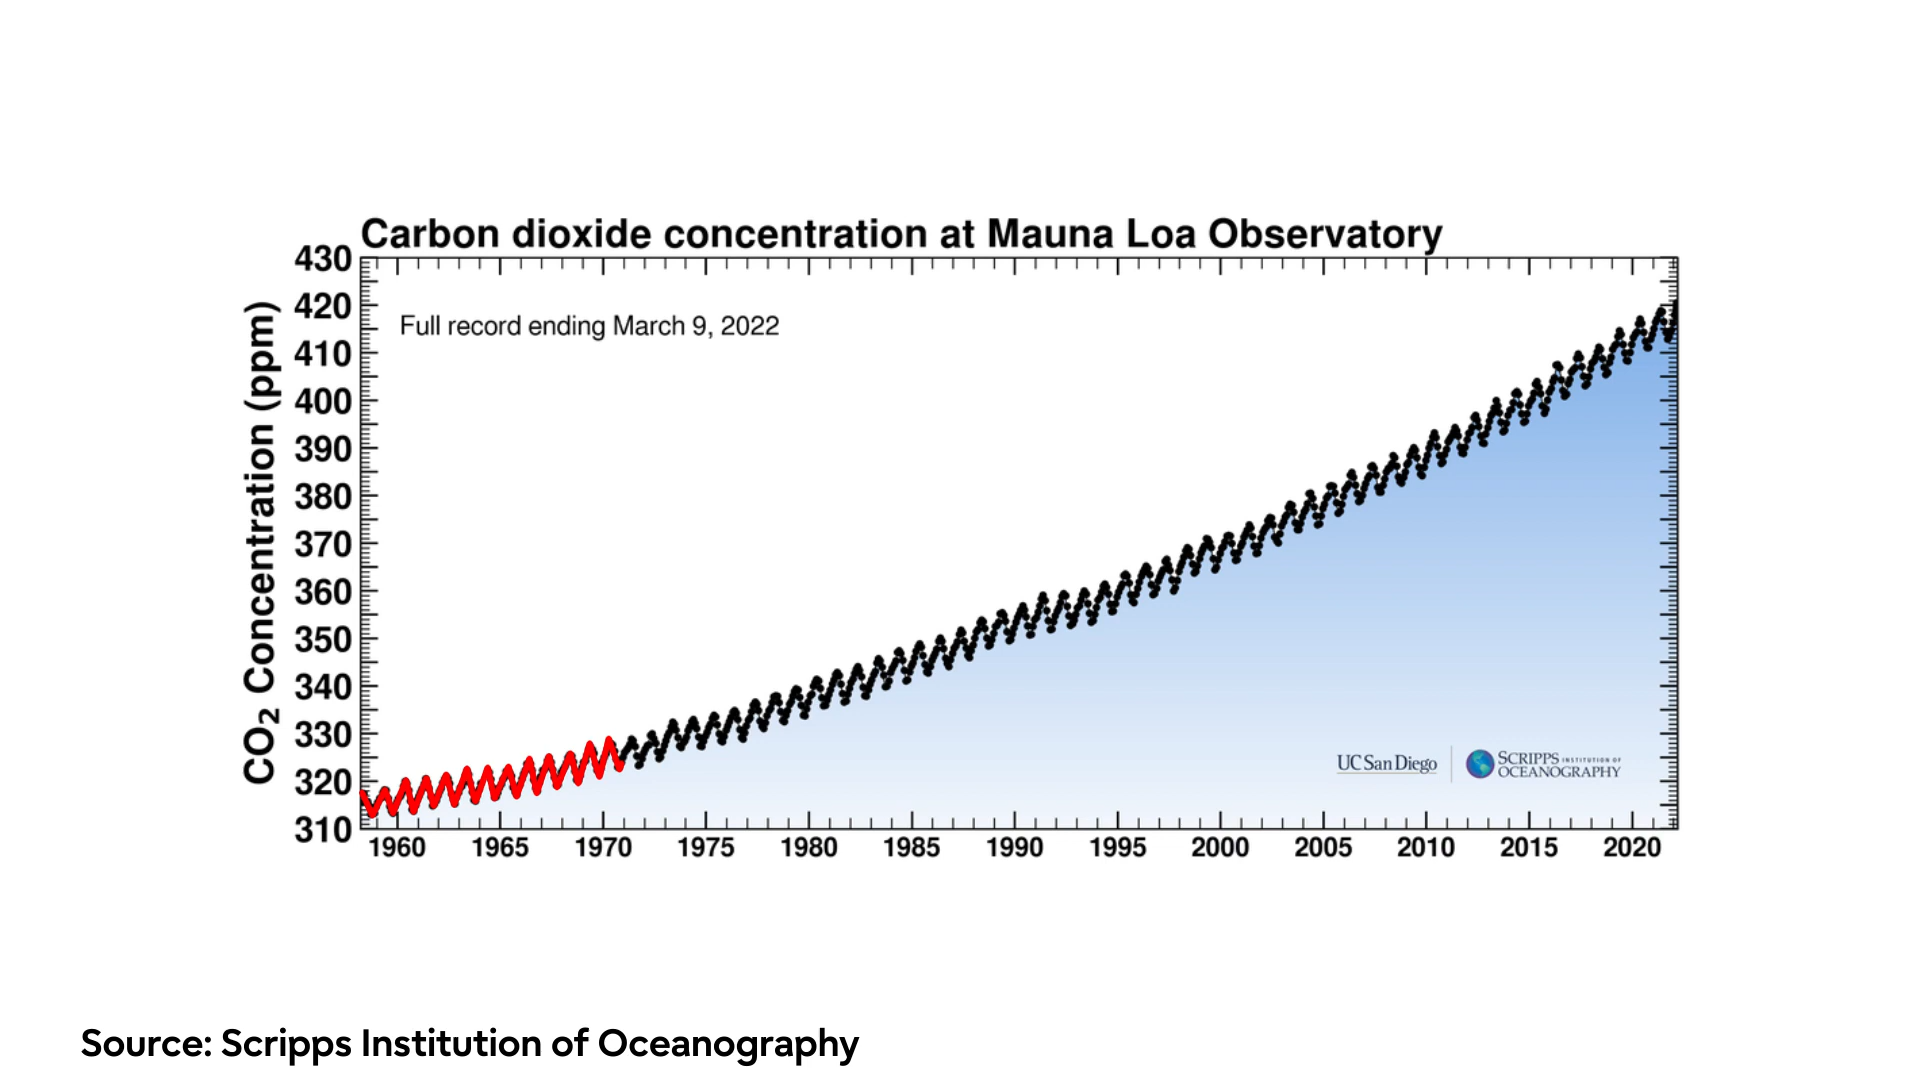 Carbon dioxide concentration at Mauna Loa Observatory
CO₂ Concentration (ppm)
430
420
410
400
390
380
370
360
350
340
330
320
310
Full record ending March 9, 2022
UC San Diego
SCRIPPS INSTITUTION OF
OCEANOGRAPHY
1960 1965 1970 1975 1980 1985 1990 1995 2000 2005 2010 2015 2020
Source: Scripps Institution of Oceanography